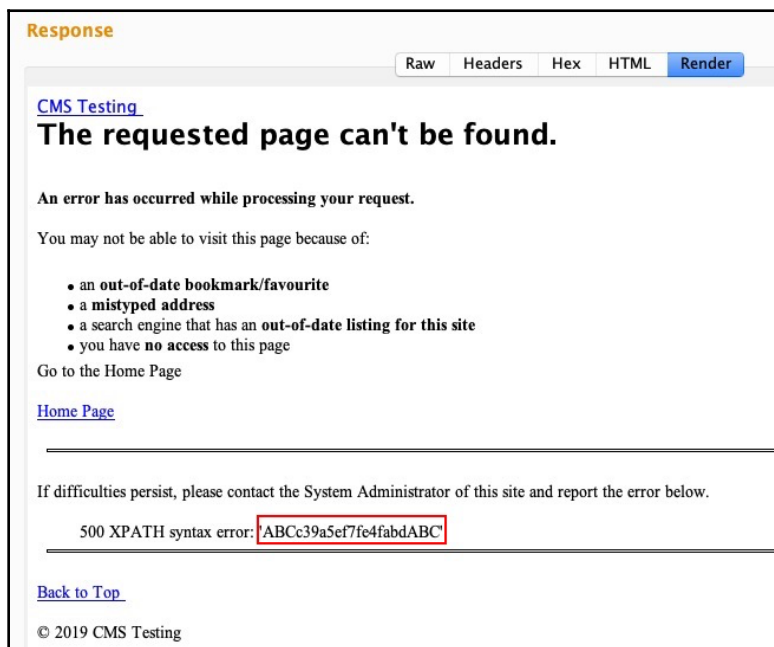 Response
Raw Headers Hex HTML Render
CMS Testing
The requested page can't be found.
An error has occurred while processing your request.
You may not be able to visit this page because of:
• an out-of-date bookmark/favourite
• a mistyped address
• a search engine that has an out-of-date listing for this site
• you have no access to this page
Go to the Home Page
Home Page
If difficulties persist, please contact the System Administrator of this site and report the error below.
500 XPATH syntax error: 'ABCc39a5ef7fe4fabdABC'
Back to Top
© 2019 CMS Testing